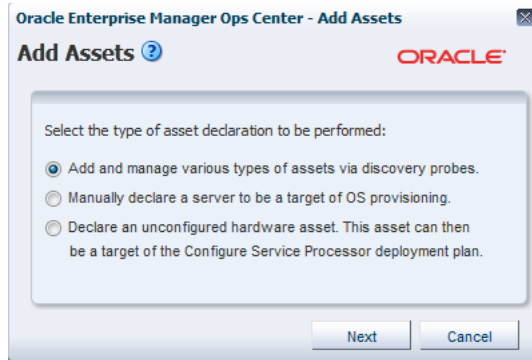 Oracle Enterprise Manager Ops Center - Add Assets
Add Assets ?
ORACLE
Select the type of asset declaration to be performed:
Add and manage various types of assets via discovery probes.
Manually declare a server to be a target of OS provisioning.
Declare an unconfigured hardware asset. This asset can then
be a target of the Configure Service Processor deployment plan.
Next Cancel